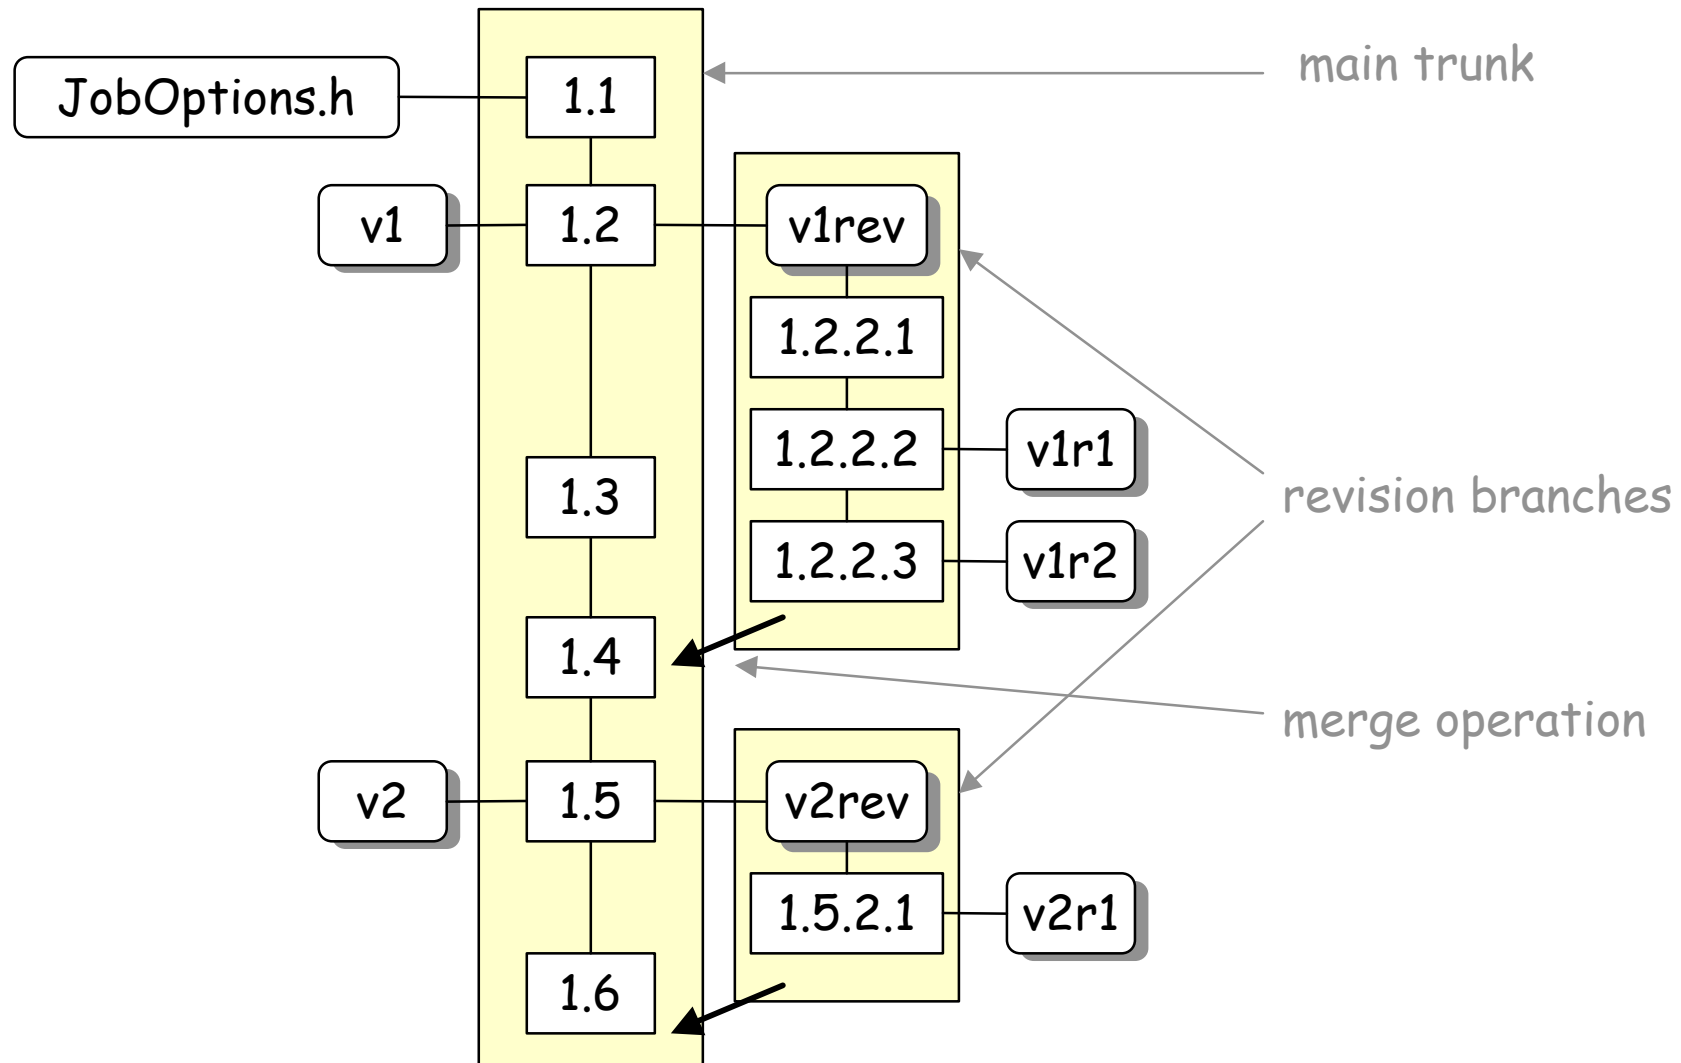 main trunk
JobOptions.h
1.1
v1
1.2
v1rev
1.2.2.1
1.2.2.2
v1r1
1.3
revision branches
1.2.2.3
v1r2
1.4
merge operation
v2
1.5
v2rev
1.5.2.1
v2r1
1.6